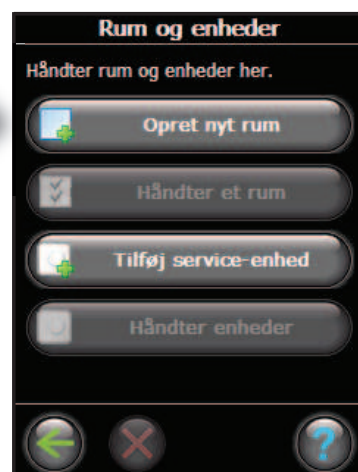 Rum og enheder
Håndter rum og enheder her.
Opret nyt rum
Håndter et rum
Tilføj service-enhed
Håndter enheder
?